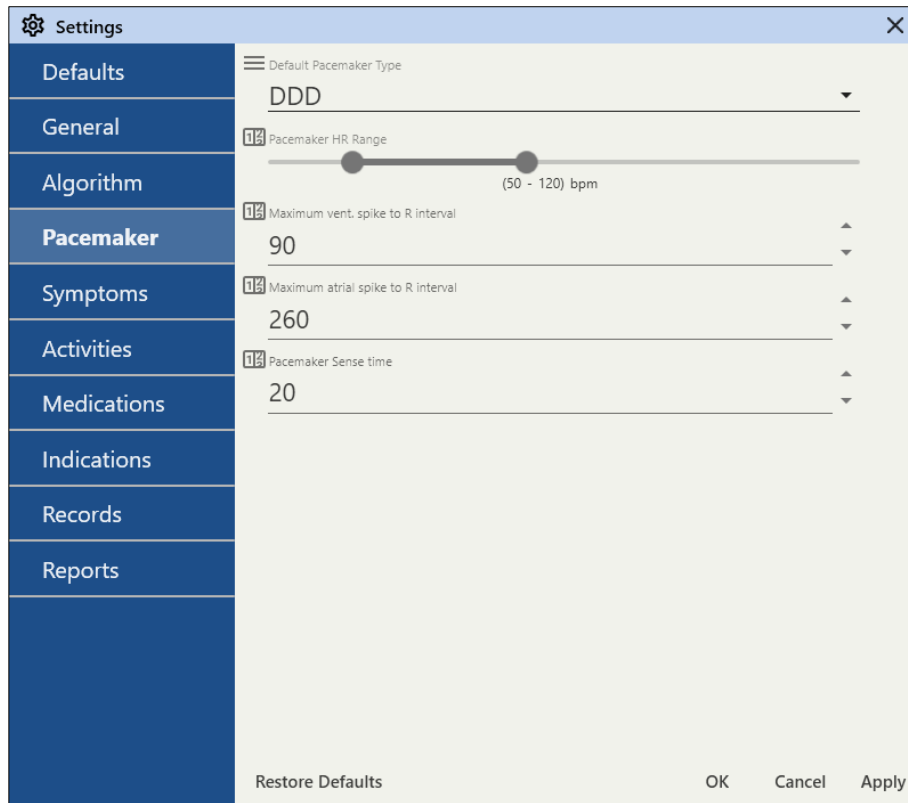 Settings
Defaults
General
Algorithm
Pacemaker
Symptoms
Activities
Medications
Indications
Records
Reports
Default Pacemaker Type
DDD
Pacemaker HR Range
(50 - 120) bpm
Maximum vent. spike to R interval
90
Maximum atrial spike to R interval
260
Pacemaker Sense time
20
Restore Defaults
OK
Cancel
Apply